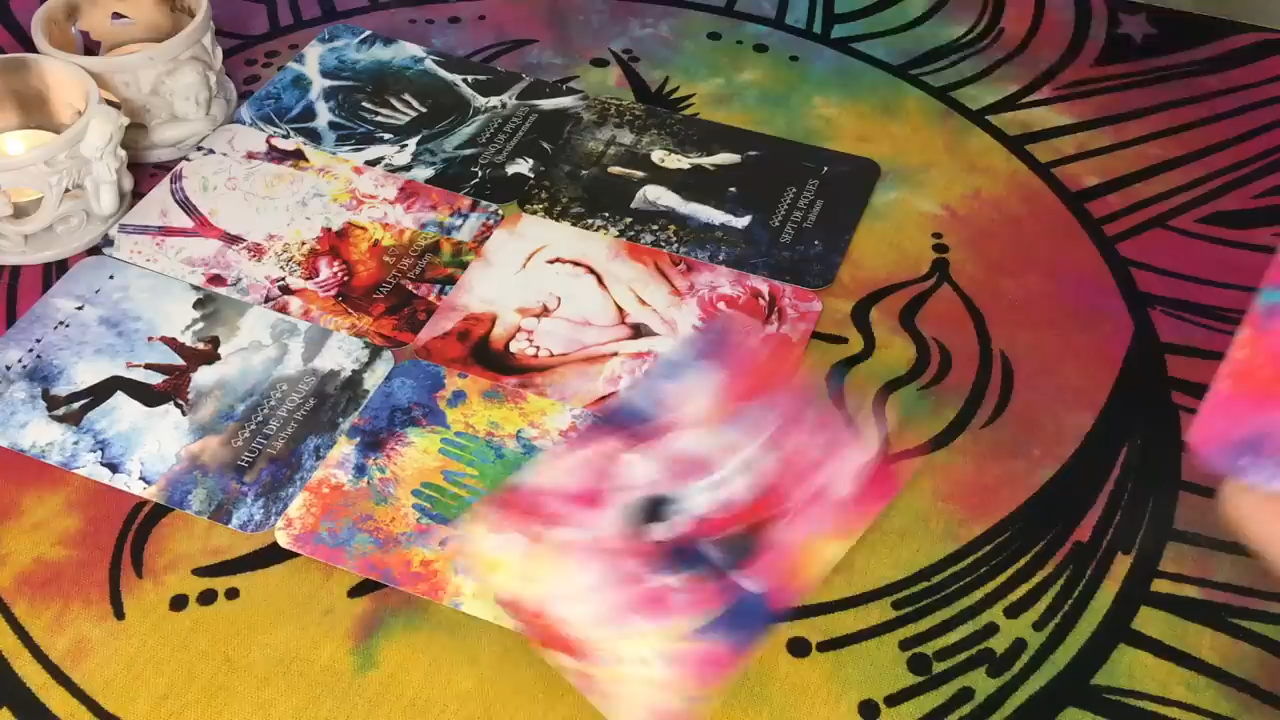 CINQ DE PIQUES
SEPT DE PIQUES
Trahison
VALET DE COEUR
Pardon
HUIT DE PIQUES
Lâcher Prise